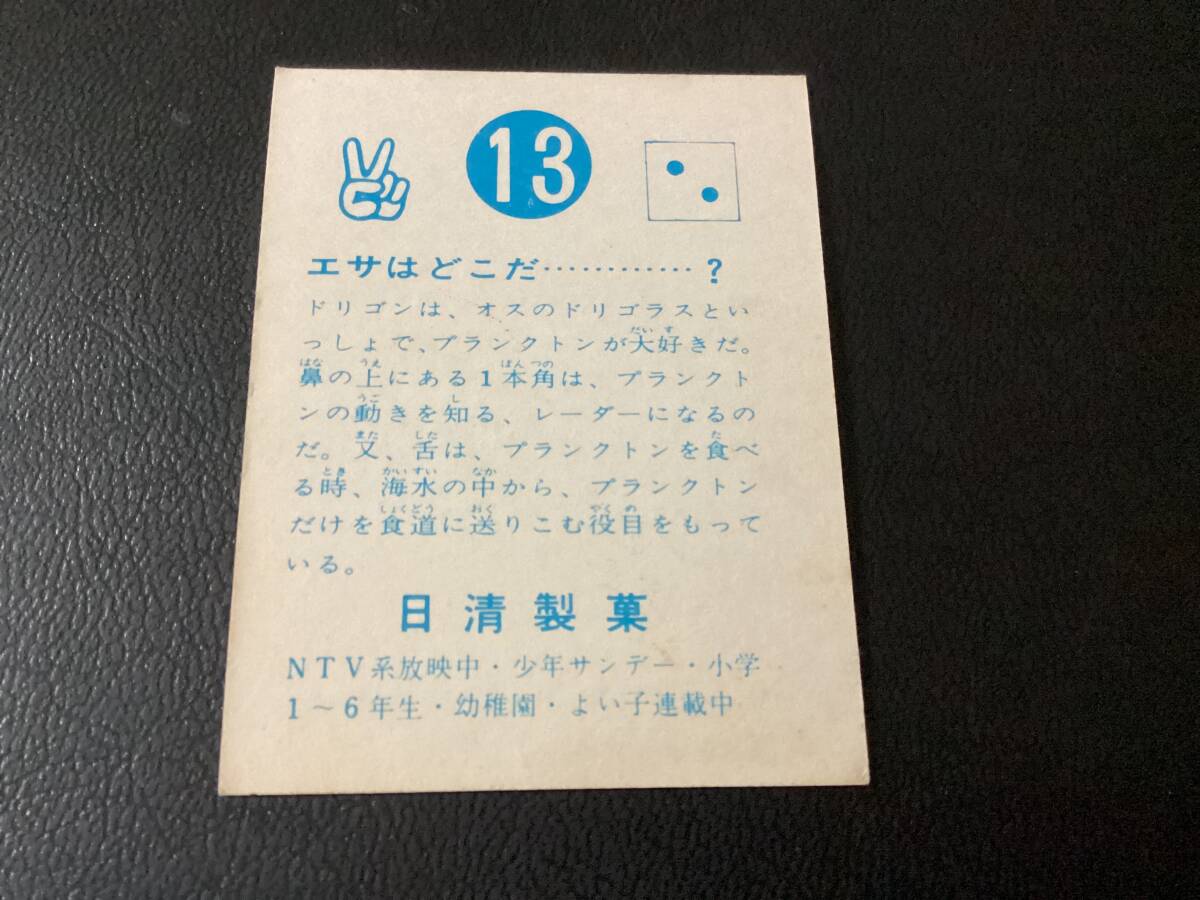 13
エサはどこだ…………？
ドリゴンは、オスのドリゴラスとい
っしょで、プランクトンが大好きだ。
鼻の上にある1本角は、プランクト
ンの動きを知る、レーダーになるの
だ。又、舌は、プランクトンを食べ
る時、海水の中から、プランクトン
だけを食道に送りこむ役目をもって
いる。
日清製菓
NTV系放映中・少年サンデー・小学
1～6年生・幼稚園・よい子連載中